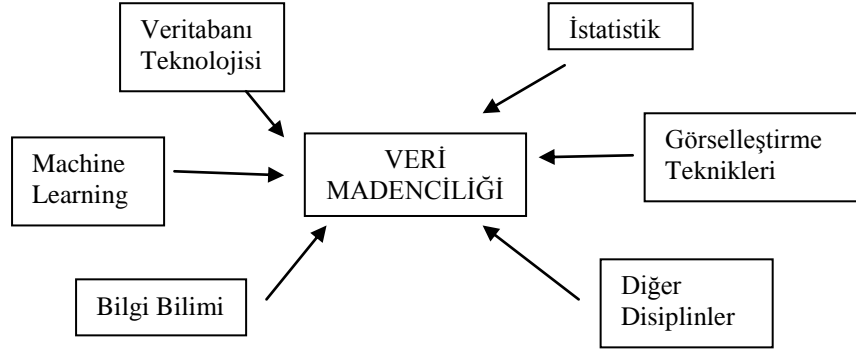 Veritabanı
Teknolojisi
İstatistik
Machine
Learning
VERİ
MADENCİLİĞİ
Görselleştirme
Teknikleri
Bilgi Bilimi
Diğer
Disiplinler